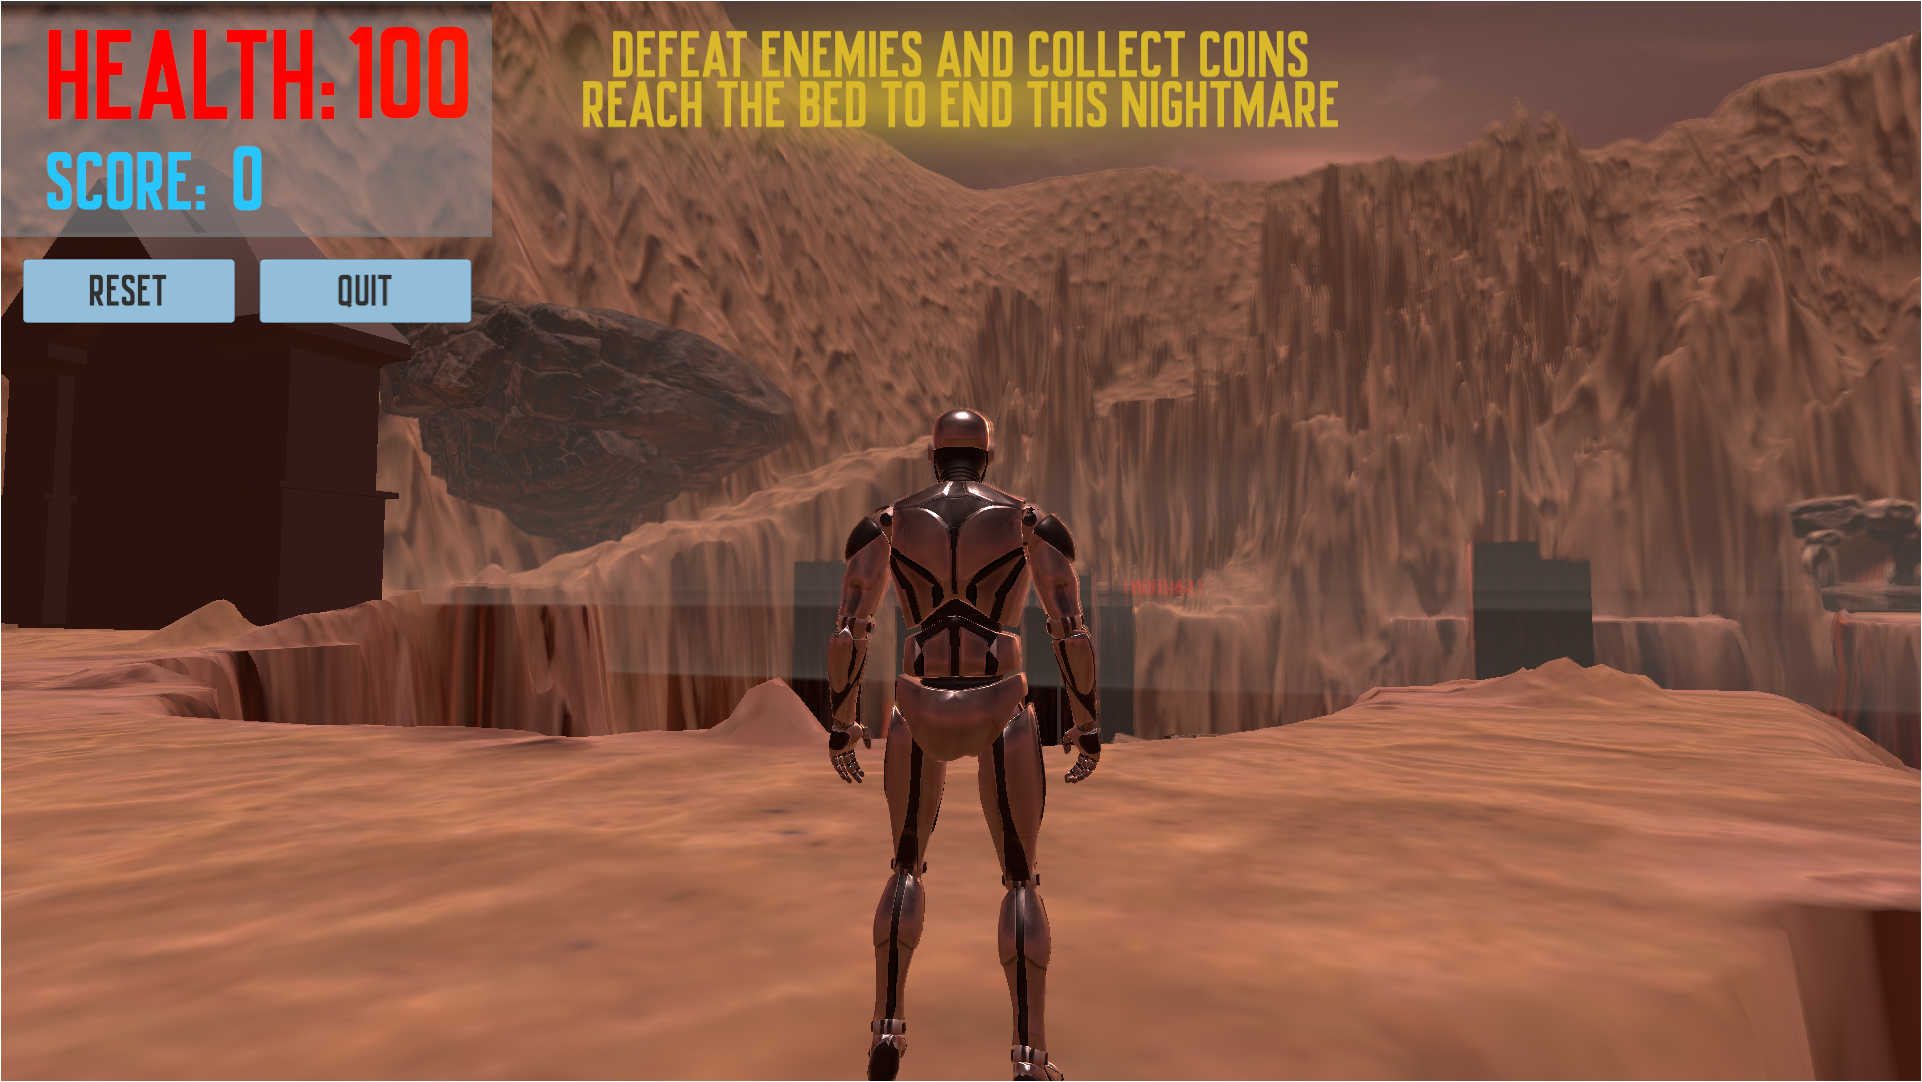 HEALTH: 100
SCORE: 0
RESET
QUIT
DEFEAT ENEMIES AND COLLECT COINS
REACH THE BED TO END THIS NIGHTMARE